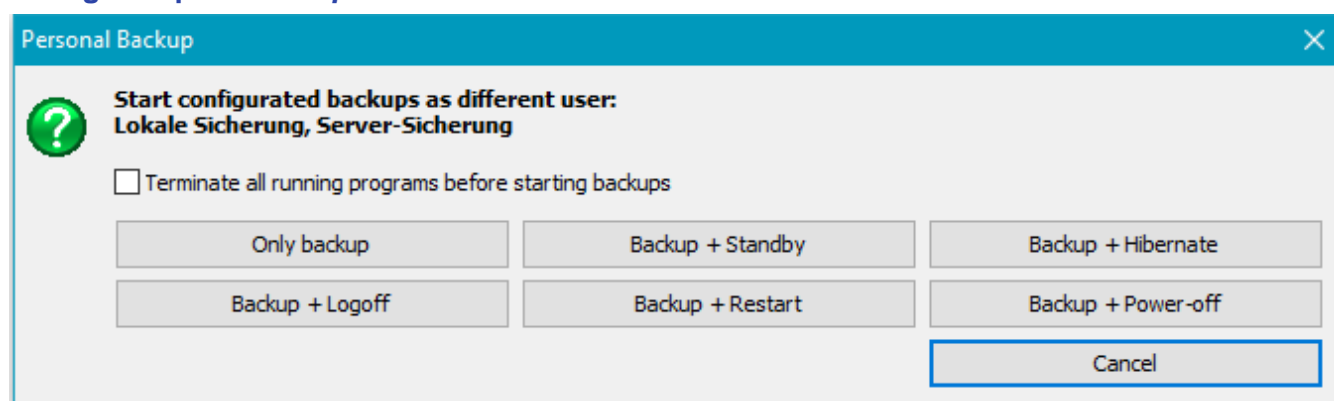 Personal Backup
Start configurated backups as different user:
Lokale Sicherung, Server-Sicherung
Terminate all running programs before starting backups
Only backup
Backup + Standby
Backup + Hibernate
Backup + Logoff
Backup + Restart
Backup + Power-off
Cancel